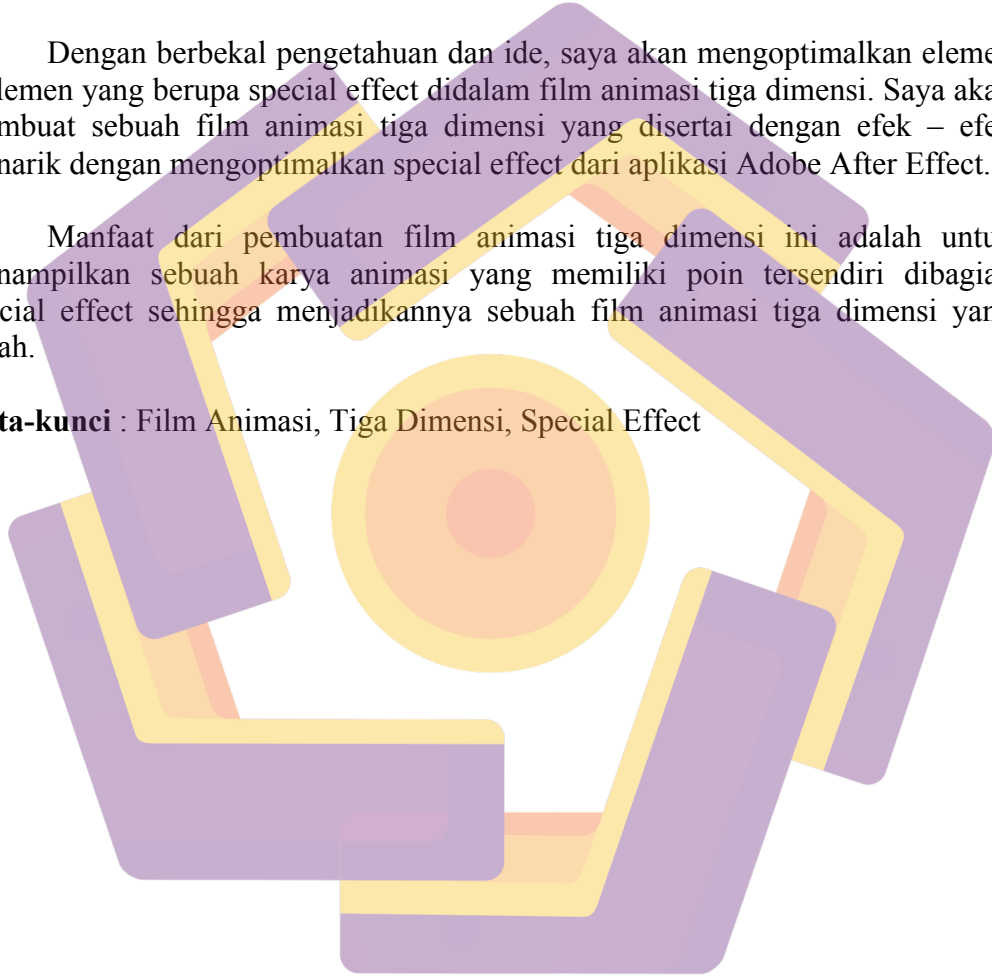 Dengan berbekal pengetahuan dan ide, saya akan mengoptimalkan eleme
lemen yang berupa special effect didalam film animasi tiga dimensi. Saya aka
mbuat sebuah film animasi tiga dimensi yang disertai dengan efek – efe
narik dengan mengoptimalkan special effect dari aplikasi Adobe After Effect.
Manfaat dari pembuatan film animasi tiga dimensi ini adalah untu
nampilkan sebuah karya animasi yang memiliki poin tersendiri dibagia
cial effect sehingga menjadikannya sebuah film animasi tiga dimensi yan
ah.
ta-kunci : Film Animasi, Tiga Dimensi, Special Effect